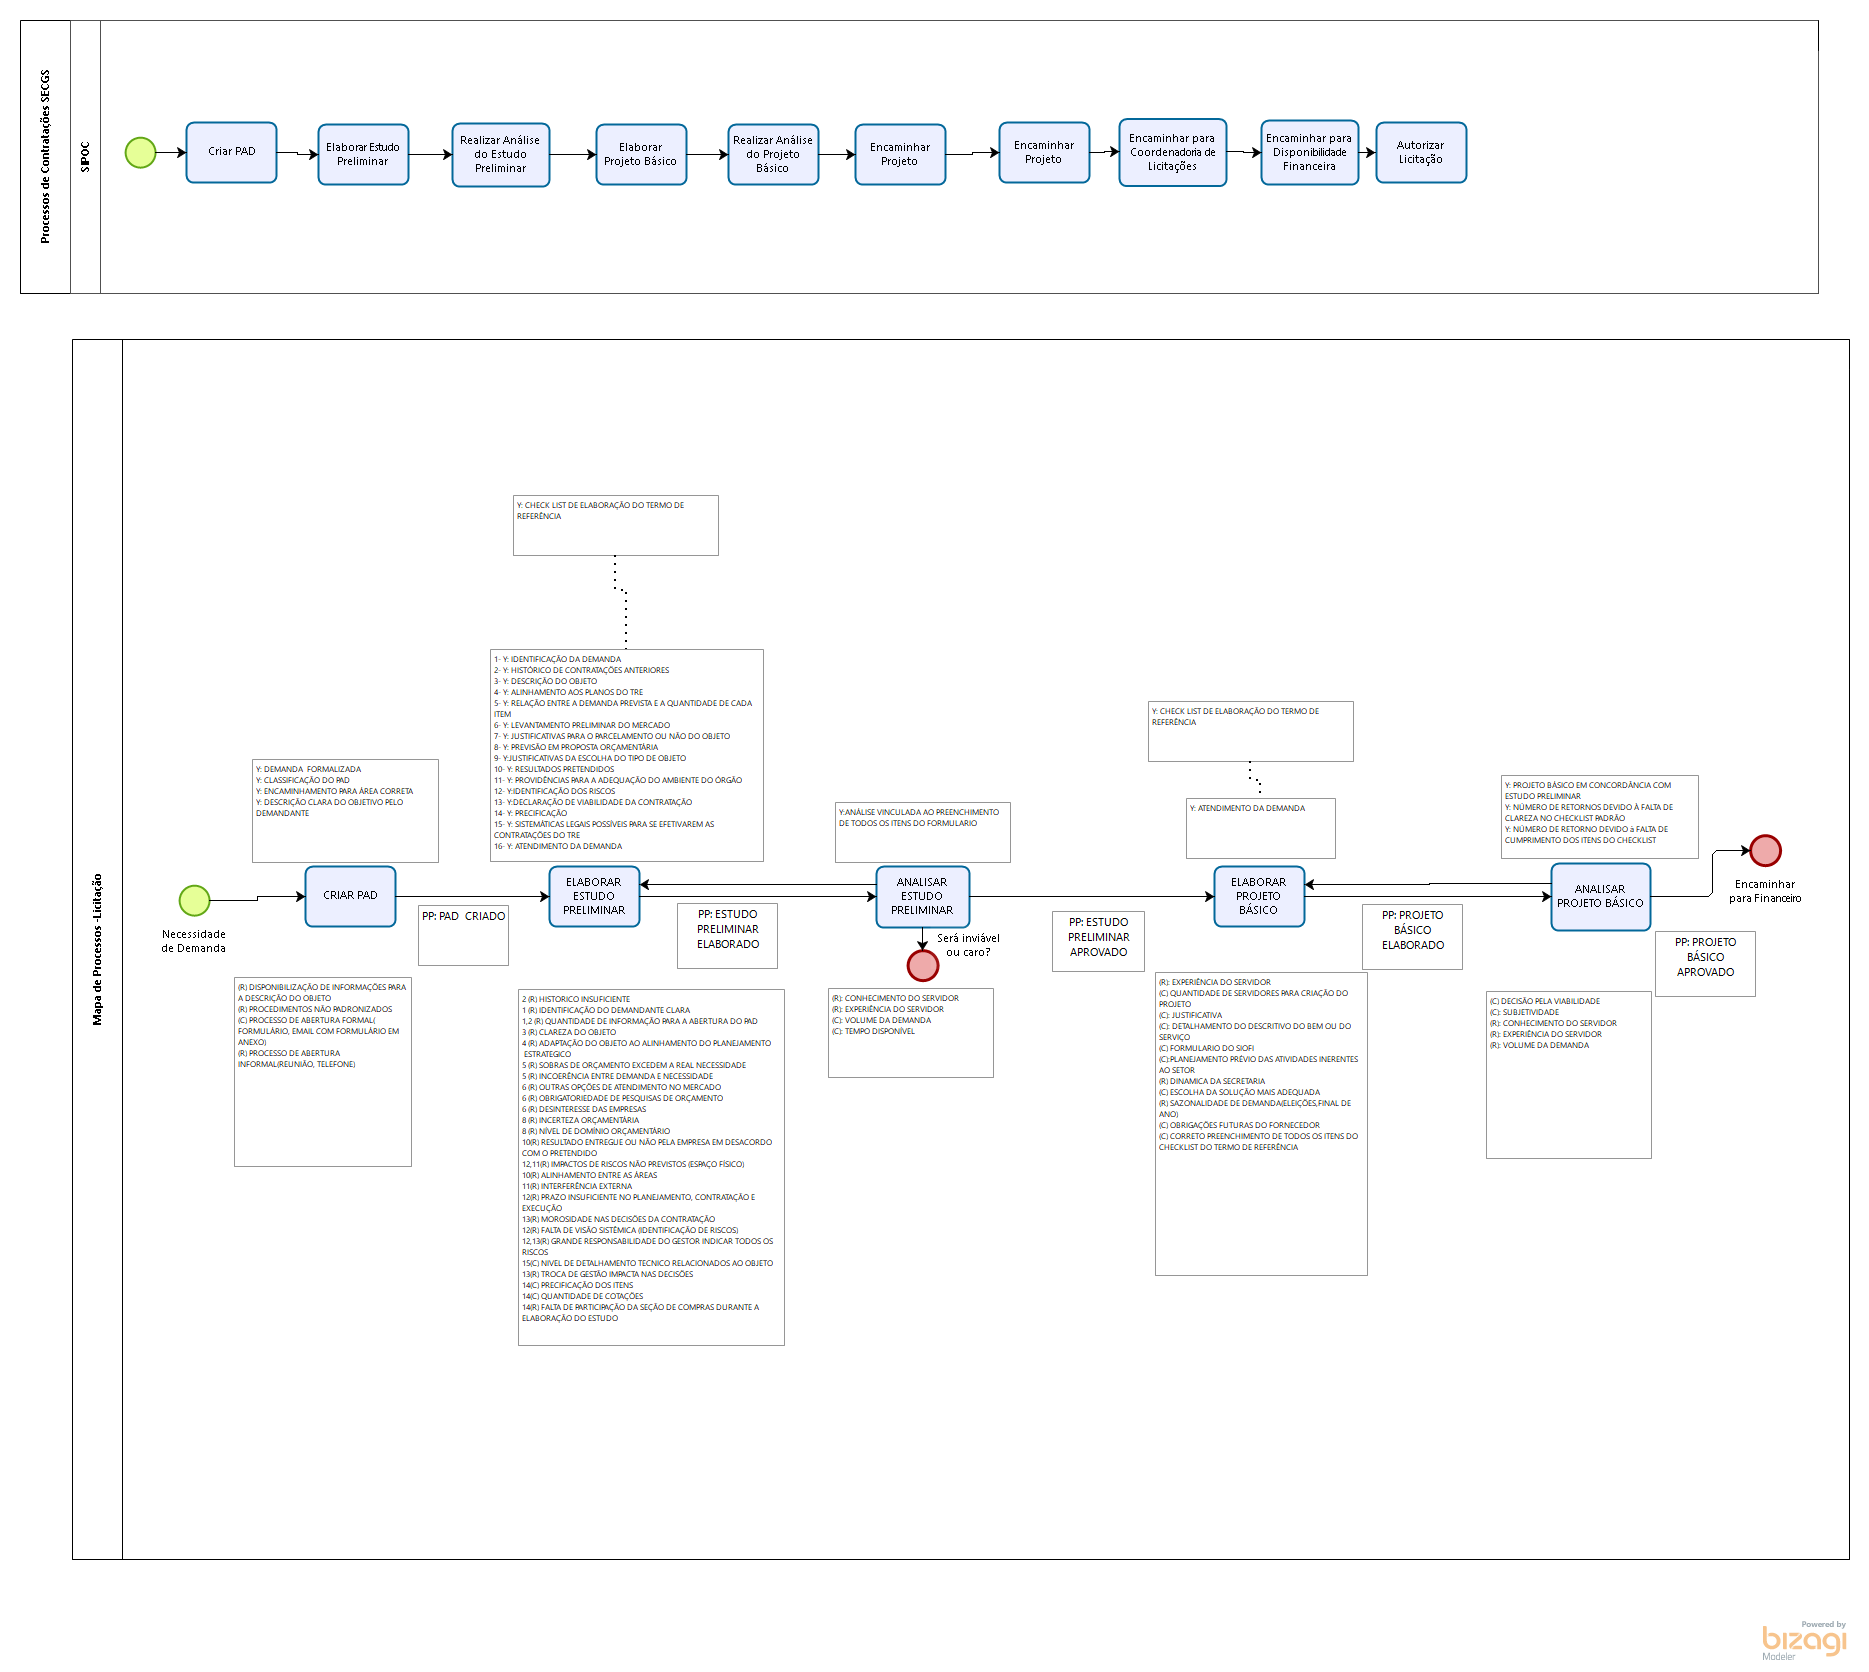 Processos de Contratações SECGS
SIPOC
Criar PAD
Elaborar Estudo
Preliminar
Realizar Análise
do Estudo
Preliminar
Elaborar
Projeto Básico
Realizar Análise
do Projeto
Básico
Encaminhar
Projeto
Encaminhar
Projeto
Encaminhar para
Coordenadoria de
Licitações
Encaminhar para
Disponibilidade
Financeira
Autorizar
Licitação
Mapa de Processos -Licitação
Y: CHECK LIST DE ELABORAÇÃO DO TERMO DE
REFERÊNCIA
1- Y: IDENTIFICAÇÃO DA DEMANDA
2- Y: HISTÓRICO DE CONTRATAÇÕES ANTERIORES
3- Y: DESCRIÇÃO DO OBJETO
4- Y: ALINHAMENTO AOS PLANOS DO TRE
5- Y: RELAÇÃO ENTRE A DEMANDA PREVISTA E A QUANTIDADE DE CADA
ITEM
6- Y: LEVANTAMENTO PRELIMINAR DO MERCADO
7- Y: JUSTIFICATIVAS PARA O PARCELAMENTO OU NÃO DO OBJETO
8- Y: PREVISÃO EM PROPOSTA ORÇAMENTÁRIA
9- Y:JUSTIFICATIVAS DA ESCOLHA DO TIPO DE OBJETO
10- Y: RESULTADOS PRETENDIDOS
11- Y: PROVIDÊNCIAS PARA A ADEQUAÇÃO DO AMBIENTE DO ÓRGÃO
12- Y:IDENTIFICAÇÃO DOS RISCOS
13- Y:DECLARAÇÃO DE VIABILIDADE DA CONTRATAÇÃO
14- Y: PRECIFICAÇÃO
15- Y: SISTEMÁTICAS LEGAIS POSSÍVEIS PARA SE EFETIVAREM AS
CONTRATAÇÕES DO TRE
16- Y: ATENDIMENTO DA DEMANDA
Y: CHECK LIST DE ELABORAÇÃO DO TERMO DE
REFERÊNCIA
Y: DEMANDA  FORMALIZADA
Y: CLASSIFICAÇÃO DO PAD
Y: ENCAMINHAMENTO PARA ÁREA CORRETA
Y: DESCRIÇÃO CLARA DO OBJETIVO PELO
DEMANDANTE
Y:ANÁLISE VINCULADA AO PREENCHIMENTO
DE TODOS OS ITENS DO FORMULARIO
Y: ATENDIMENTO DA DEMANDA
Y: PROJETO BÁSICO EM CONCORDÂNCIA COM
ESTUDO PRELIMINAR
Y: NÚMERO DE RETORNOS DEVIDO À FALTA DE
CLAREZA NO CHECKLIST PADRÃO
Y: NÚMERO DE RETORNO DEVIDO à FALTA DE
CUMPRIMENTO DOS ITENS DO CHECKLIST
Necessidade
de Demanda
CRIAR PAD
PP: PAD  CRIADO
ELABORAR
ESTUDO
PRELIMINAR
PP: ESTUDO
PRELIMINAR
ELABORADO
ANALISAR
ESTUDO
PRELIMINAR
Será inviável
ou caro?
PP: ESTUDO
PRELIMINAR
APROVADO
ELABORAR
PROJETO
BÁSICO
PP: PROJETO
BÁSICO
ELABORADO
ANALISAR
PROJETO BÁSICO
PP: PROJETO
BÁSICO
APROVADO
Encaminhar
para Financeiro
(R) DISPONIBILIZAÇÃO DE INFORMAÇÕES PARA
A DESCRIÇÃO DO OBJETO
(R) PROCEDIMENTOS NÃO PADRONIZADOS
(C) PROCESSO DE ABERTURA FORMAL(
FORMULÁRIO, EMAIL COM FORMULÁRIO EM
ANEXO)
(R) PROCESSO DE ABERTURA
INFORMAL(REUNIÃO, TELEFONE)
2 (R) HISTORICO INSUFICIENTE
1 (R) IDENTIFICAÇÃO DO DEMANDANTE CLARA
1,2 (R) QUANTIDADE DE INFORMAÇÃO PARA A ABERTURA DO PAD
3 (R) CLAREZA DO OBJETO
4 (R) ADAPTAÇÃO DO OBJETO AO ALINHAMENTO DO PLANEJAMENTO
ESTRATEGICO
5 (R) SOBRAS DE ORÇAMENTO EXCEDEM A REAL NECESSIDADE
5 (R) INCOERÊNCIA ENTRE DEMANDA E NECESSIDADE
6 (R) OUTRAS OPÇÕES DE ATENDIMENTO NO MERCADO
6 (R) OBRIGATORIEDADE DE PESQUISAS DE ORÇAMENTO
6 (R) DESINTERESSE DAS EMPRESAS
8 (R) INCERTEZA ORÇAMENTÁRIA
8 (R) NÍVEL DE DOMÍNIO ORÇAMENTÁRIO
10(R) RESULTADO ENTREGUE OU NÃO PELA EMPRESA EM DESACORDO
COM O PRETENDIDO
12,11(R) IMPACTOS DE RISCOS NÃO PREVISTOS (ESPAÇO FÍSICO)
10(R) ALINHAMENTO ENTRE AS ÁREAS
11(R) INTERFERÊNCIA EXTERNA
12(R) PRAZO INSUFICIENTE NO PLANEJAMENTO, CONTRATAÇÃO E
EXECUÇÃO
13(R) MOROSIDADE NAS DECISÕES DA CONTRATAÇÃO
12(R) FALTA DE VISÃO SISTÊMICA (IDENTIFICAÇÃO DE RISCOS)
12,13(R) GRANDE RESPONSABILIDADE DO GESTOR INDICAR TODOS OS
RISCOS
15(C) NIVEL DE DETALHAMENTO TECNICO RELACIONADOS AO OBJETO
13(R) TROCA DE GESTÃO IMPACTA NAS DECISÕES
14(C) PRECIFICAÇÃO DOS ITENS
14(C) QUANTIDADE DE COTAÇÕES
14(R) FALTA DE PARTICIPAÇÃO DA SEÇÃO DE COMPRAS DURANTE A
ELABORAÇÃO DO ESTUDO
(R): CONHECIMENTO DO SERVIDOR
(R): EXPERIÊNCIA DO SERVIDOR
(C): VOLUME DA DEMANDA
(C): TEMPO DISPONÍVEL
(R): EXPERIÊNCIA DO SERVIDOR
(C) QUANTIDADE DE SERVIDORES PARA CRIAÇÃO DO
PROJETO
(C): JUSTIFICATIVA
(C): DETALHAMENTO DO DESCRITIVO DO BEM OU DO
SERVIÇO
(C) FORMULARIO DO SIOFI
(C):PLANEJAMENTO PRÉVIO DAS ATIVIDADES INERENTES
AO SETOR
(R) DINAMICA DA SECRETARIA
(C) ESCOLHA DA SOLUÇÃO MAIS ADEQUADA
(R) SAZONALIDADE DE DEMANDA(ELEIÇÕES,FINAL DE
ANO)
(C) OBRIGAÇÕES FUTURAS DO FORNECEDOR
(C) CORRETO PREENCHIMENTO DE TODOS OS ITENS DO
CHECKLIST DO TERMO DE REFERÊNCIA
(C) DECISÃO PELA VIABILIDADE
(C): SUBJETIVIDADE
(R): CONHECIMENTO DO SERVIDOR
(R): EXPERIÊNCIA DO SERVIDOR
(R): VOLUME DA DEMANDA
Powered by
bizagi
Modeler